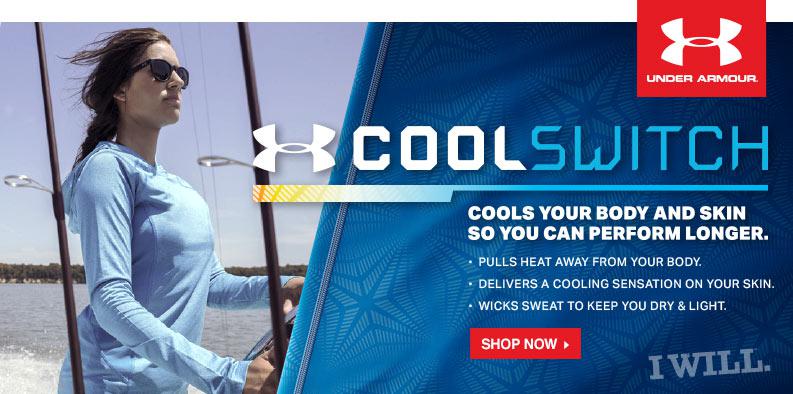 UNDER ARMOUR.
COOLSWITCH
COOLS YOUR BODY AND SKIN
SO YOU CAN PERFORM LONGER.
• PULLS HEAT AWAY FROM YOUR BODY.
• DELIVERS A COOLING SENSATION ON YOUR SKIN.
• WICKS SWEAT TO KEEP YOU DRY & LIGHT.
SHOP NOW
I WILL.